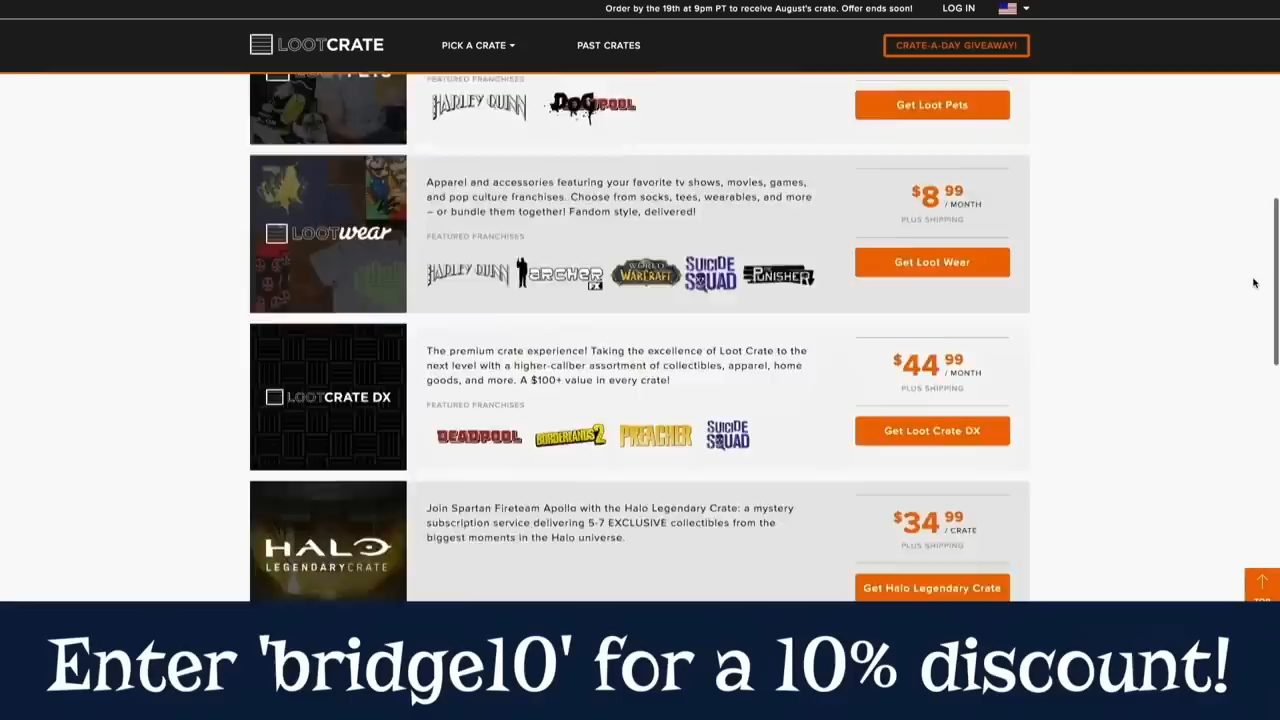 Order by the 19th at 9pm PT to receive August's crate. Offer ends soon!
LOG IN
LOOTCRATE
PICK A CRATE
PAST CRATES
CRATE-A-DAY GIVEAWAY!
FEATURED FRANCHISES
HARLEY QUINN
DOGPOOL
Get Loot Pets
Apparel and accessories featuring your favorite tv shows, movies, games,
and pop culture franchises. Choose from socks, tees, wearables, and more
– or bundle them together! Fandom style, delivered!
LOOTwear
FEATURED FRANCHISES
HARLEY QUINN ARCHER FX WORLD OF WARCRAFT SUICIDE SQUAD THE PUNISHER
$8 99
/ MONTH
PLUS SHIPPING
Get Loot Wear
The premium crate experience! Taking the excellence of Loot Crate to the
next level with a higher-caliber assortment of collectibles, apparel, home
goods, and more. A $100+ value in every crate!
LOOTCRATE DX
FEATURED FRANCHISES
DEADPOOL BORDERLANDS 2 PREACHER SUICIDE SQUAD
$44 99
/ MONTH
PLUS SHIPPING
Get Loot Crate DX
Join Spartan Fireteam Apollo with the Halo Legendary Crate: a mystery
subscription service delivering 5-7 EXCLUSIVE collectibles from the
biggest moments in the Halo universe.
HALO
LEGENDARYCRATE
$34 99
/ CRATE
PLUS SHIPPING
Get Halo Legendary Crate
Enter 'bridge10' for a 10% discount!